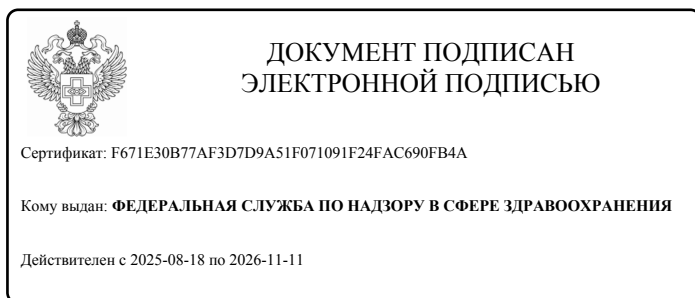 ДОКУМЕНТ ПОДПИСАН
ЭЛЕКТРОННОЙ ПОДПИСЬЮ
Сертификат: F671E30B77AF3D7D9A51F071091F24FAC690FB4A
Кому выдан: ФЕДЕРАЛЬНАЯ СЛУЖБА ПО НАДЗОРУ В СФЕРЕ ЗДРАВООХРАНЕНИЯ
Действителен с 2025-08-18 по 2026-11-11